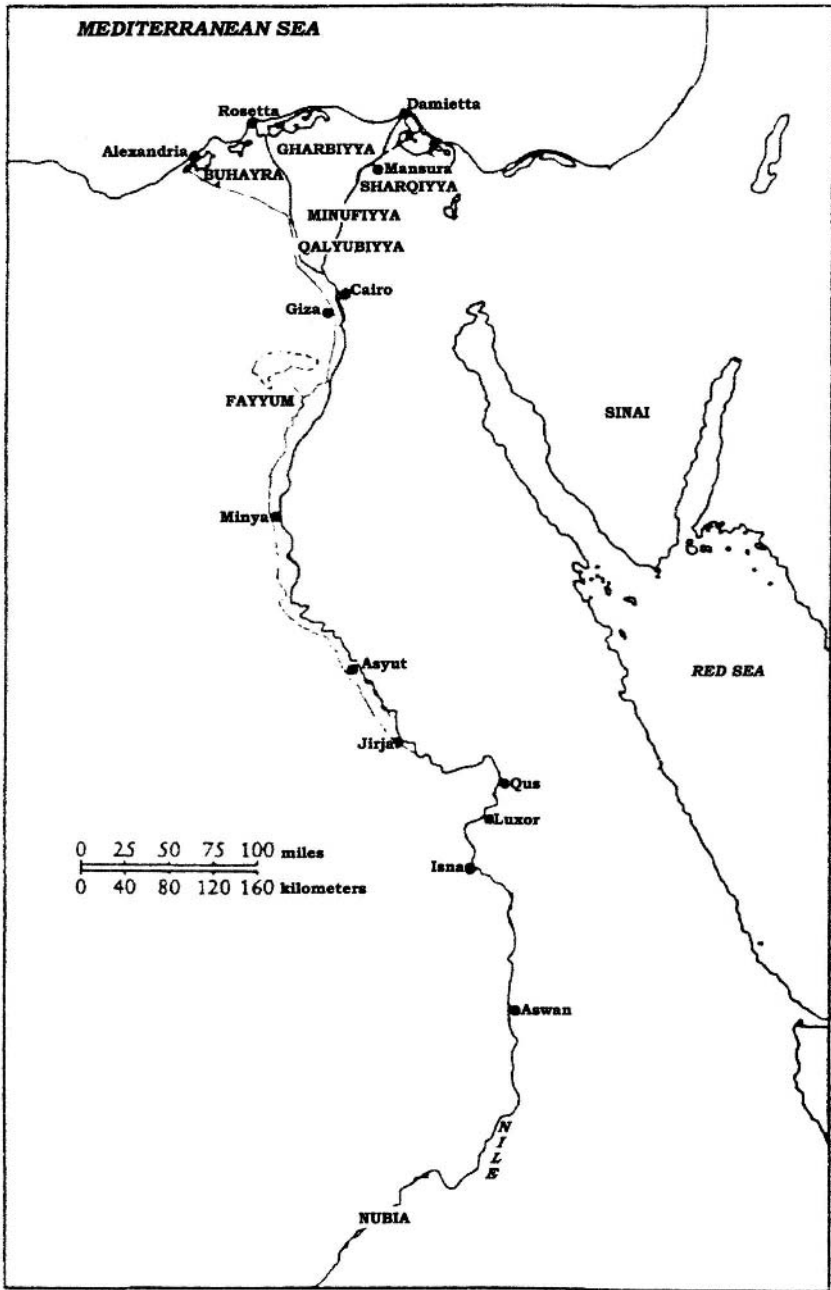 MEDITERRANEAN SEA
Damietta
Rosetta
Alexandria
GHARBIYYA
Mansura
BUHAYRA
SHARQIYYA
MINUFIYYA
QALYUBIYYA
Cairo
Giza
FAYYUM
SINAI
Minya
Asyut
RED SEA
Jirja
Qus
Luxor
0 25 50 75 100 miles
0 40 80 120 160 kilometers
Isna
Aswan
NILE
NUBIA